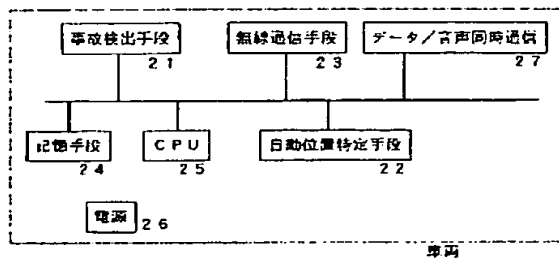 事故検出手段
無線通信手段
データ／音声同時通信
21
23
27
記憶手段
CPU
自動位置特定手段
24
25
22
電源
26
車両